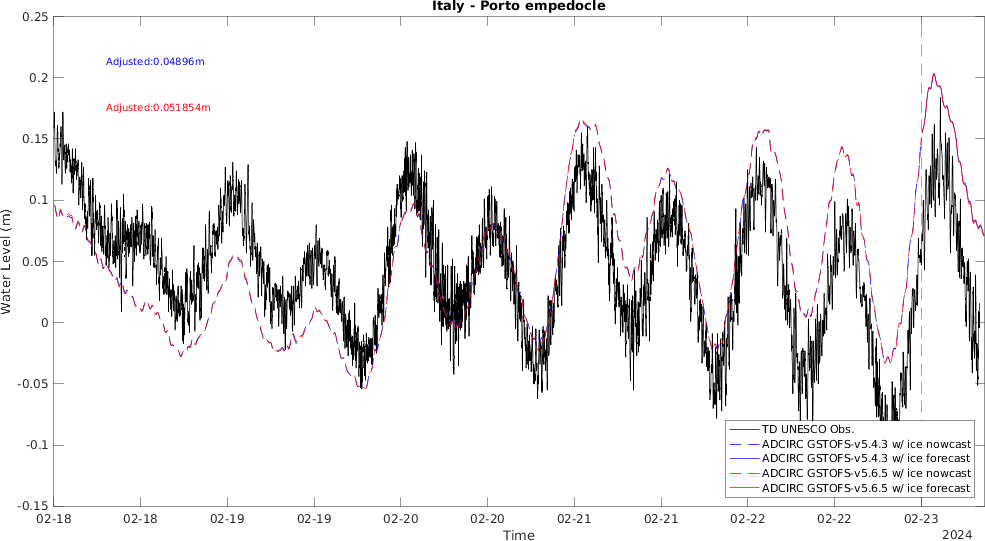 Italy - Porto empedocle
0.25
0.2
0.15
0.1
0.05
0
-0.05
-0.1
-0.15
Water Level (m)
Adjusted:0.04896m
Adjusted:0.051854m
TD UNESCO Obs.
ADCIRC GSTOFS-v5.4.3 w/ ice nowcast
ADCIRC GSTOFS-v5.4.3 w/ ice forecast
ADCIRC GSTOFS-v5.6.5 w/ ice nowcast
ADCIRC GSTOFS-v5.6.5 w/ ice forecast
02-18 02-18 02-19 02-19 02-20 02-20 02-21 02-21 02-22 02-22 02-23
Time
2024